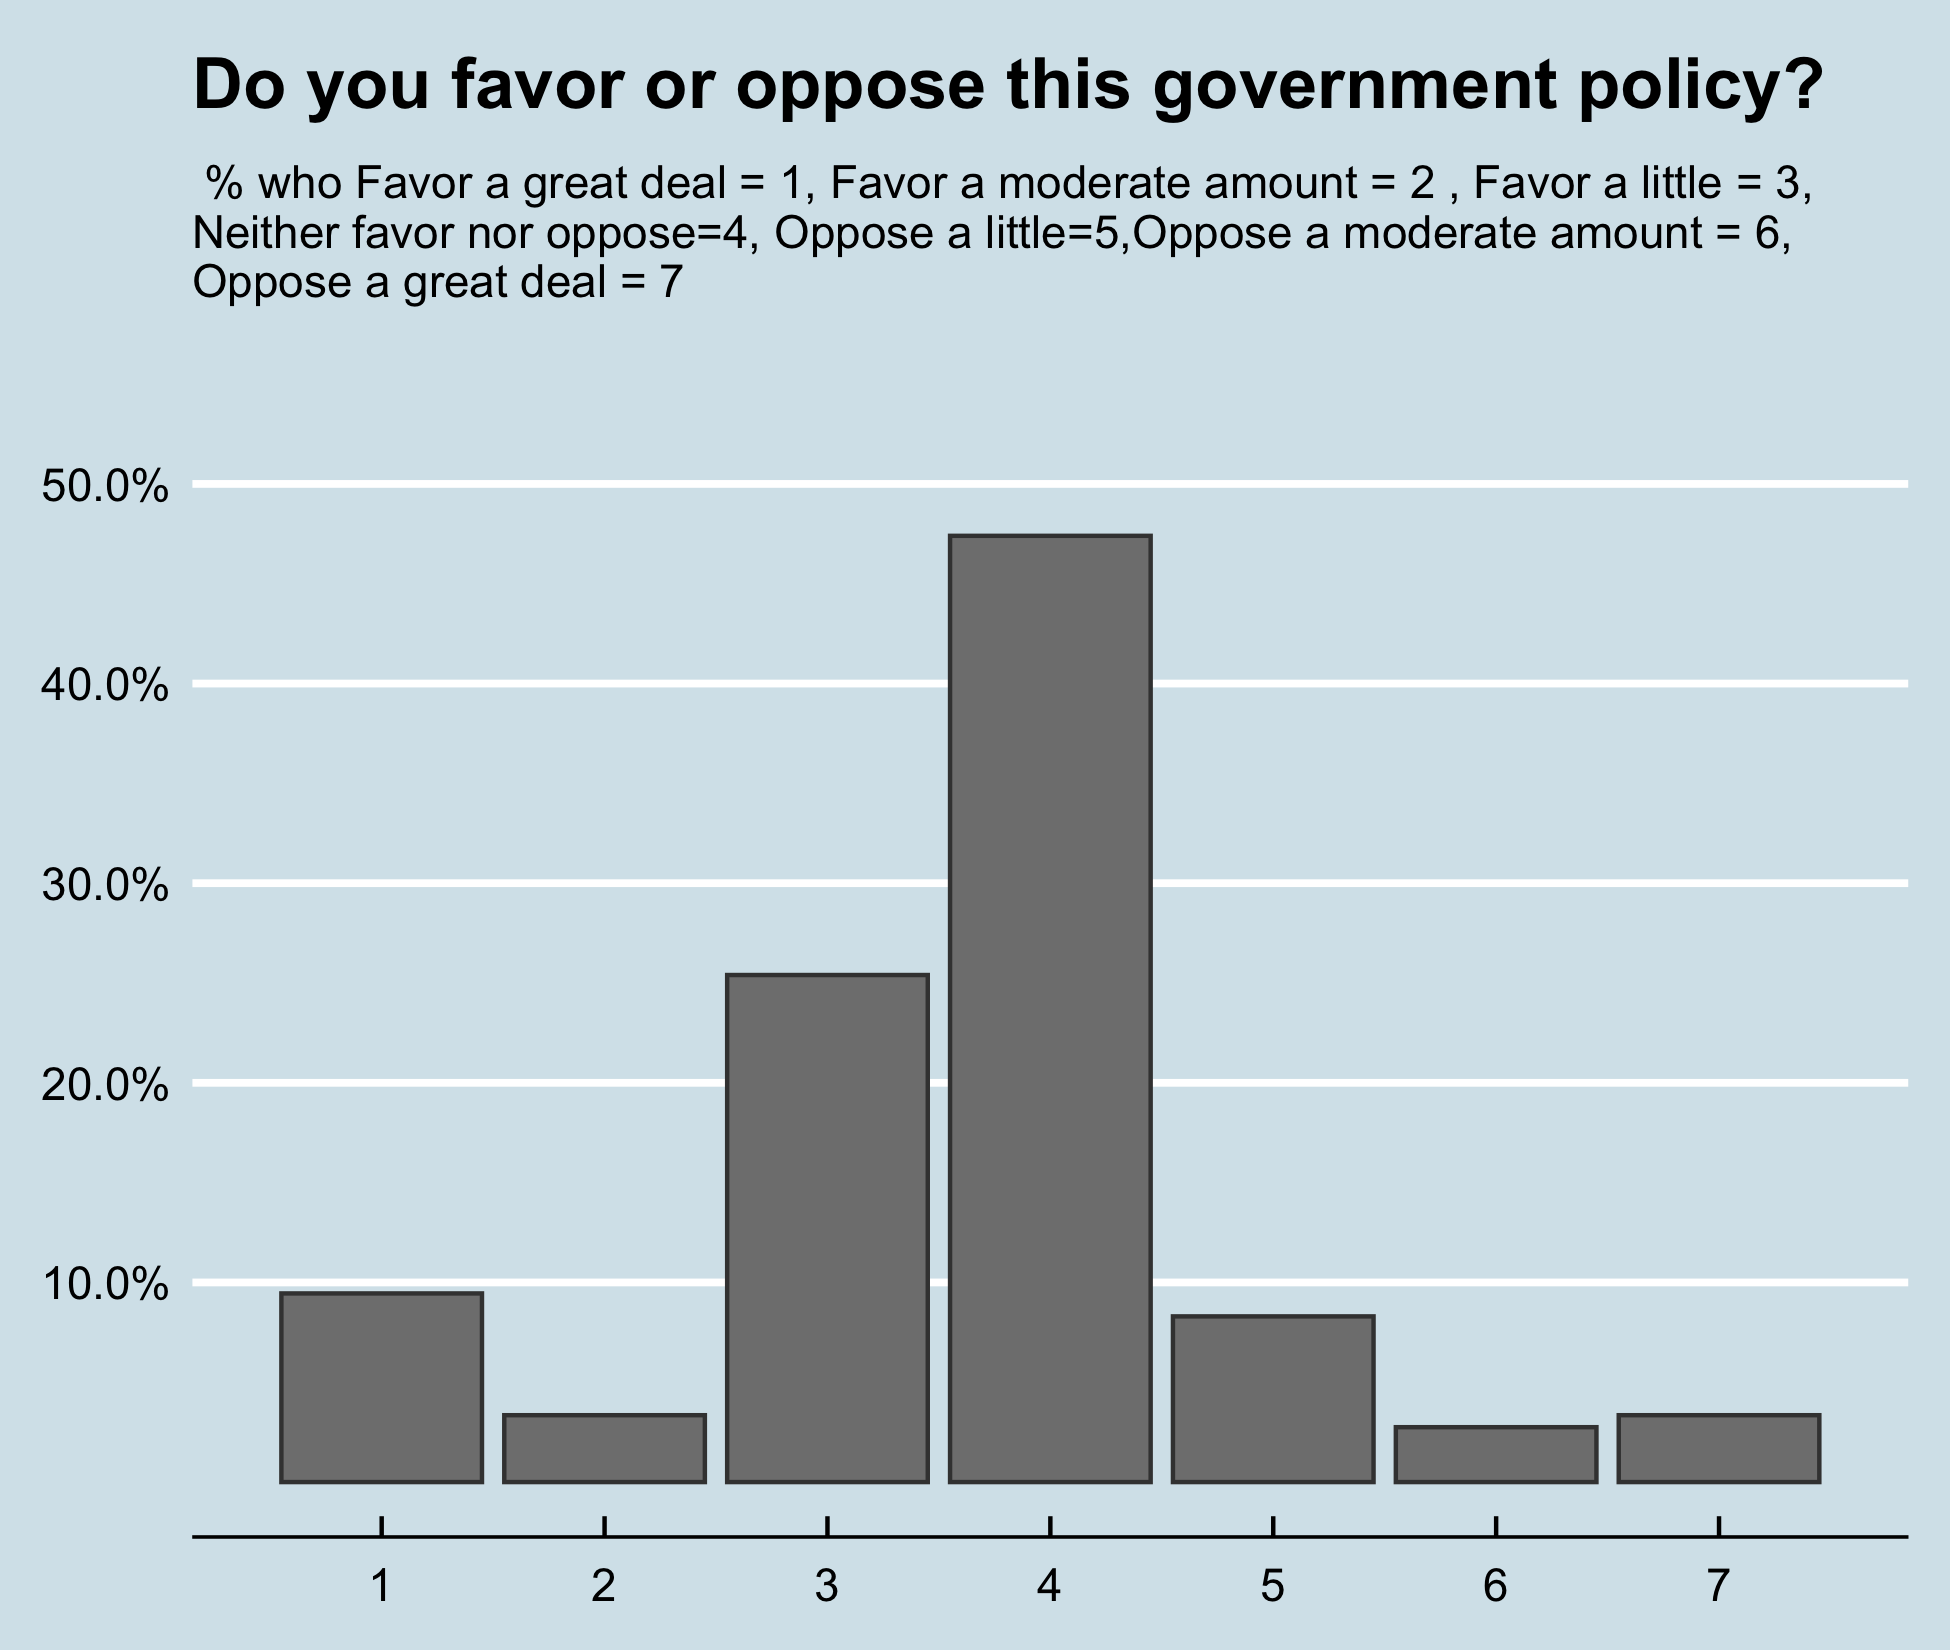 Do you favor or oppose this government policy?
% who Favor a great deal = 1, Favor a moderate amount = 2 , Favor a little = 3,
Neither favor nor oppose=4, Oppose a little=5,Oppose a moderate amount = 6,
Oppose a great deal = 7
50.0%
40.0%
30.0%
20.0%
10.0%
1 2 3 4 5 6 7